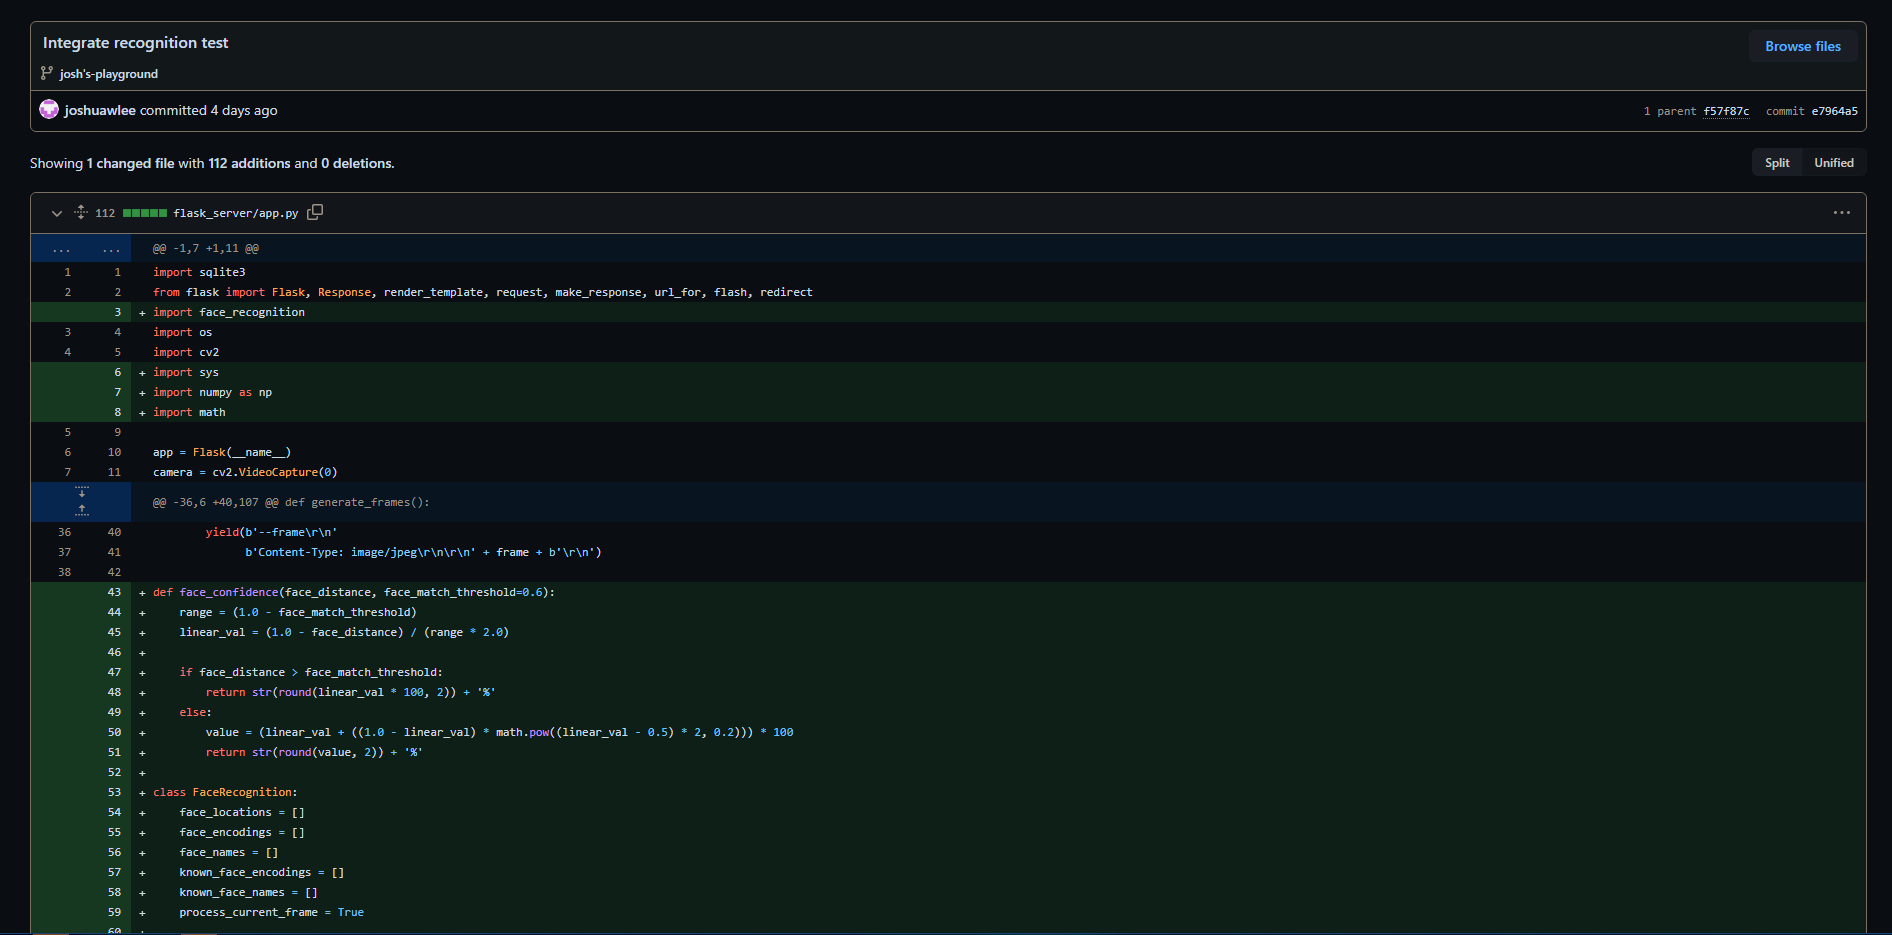 Integrate recognition test
Browse files
josh's-playground
joshuawlee committed 4 days ago
1 parent f57f87c commit e7964a5
Showing 1 changed file with 112 additions and 0 deletions.
Split Unified
112 flask_server/app.py
... ... @@ -1,7 +1,11 @@
1 1 import sqlite3
2 2 from flask import Flask, Response, render_template, request, make_response, url_for, flash, redirect
3 + import face_recognition
3 4 import os
4 5 import cv2
6 + import sys
7 + import numpy as np
8 + import math
5 9
6 10 app = Flask(__name__)
7 11 camera = cv2.VideoCapture(0)
@@ -36,6 +40,107 @@ def generate_frames():
36 40 yield(b'--frame\r\n'
37 41 b'Content-Type: image/jpeg\r\n\r\n' + frame + b'\r\n')
38 42
43 + def face_confidence(face_distance, face_match_threshold=0.6):
44 + range = (1.0 - face_match_threshold)
45 + linear_val = (1.0 - face_distance) / (range * 2.0)
46 +
47 + if face_distance > face_match_threshold:
48 + return str(round(linear_val * 100, 2)) + '%'
49 + else:
50 + value = (linear_val + ((1.0 - linear_val) * math.pow((linear_val - 0.5) * 2, 0.2))) * 100
51 + return str(round(value, 2)) + '%'
52 +
53 + class FaceRecognition:
54 + face_locations = []
55 + face_encodings = []
56 + face_names = []
57 + known_face_encodings = []
58 + known_face_names = []
59 + process_current_frame = True
60 +